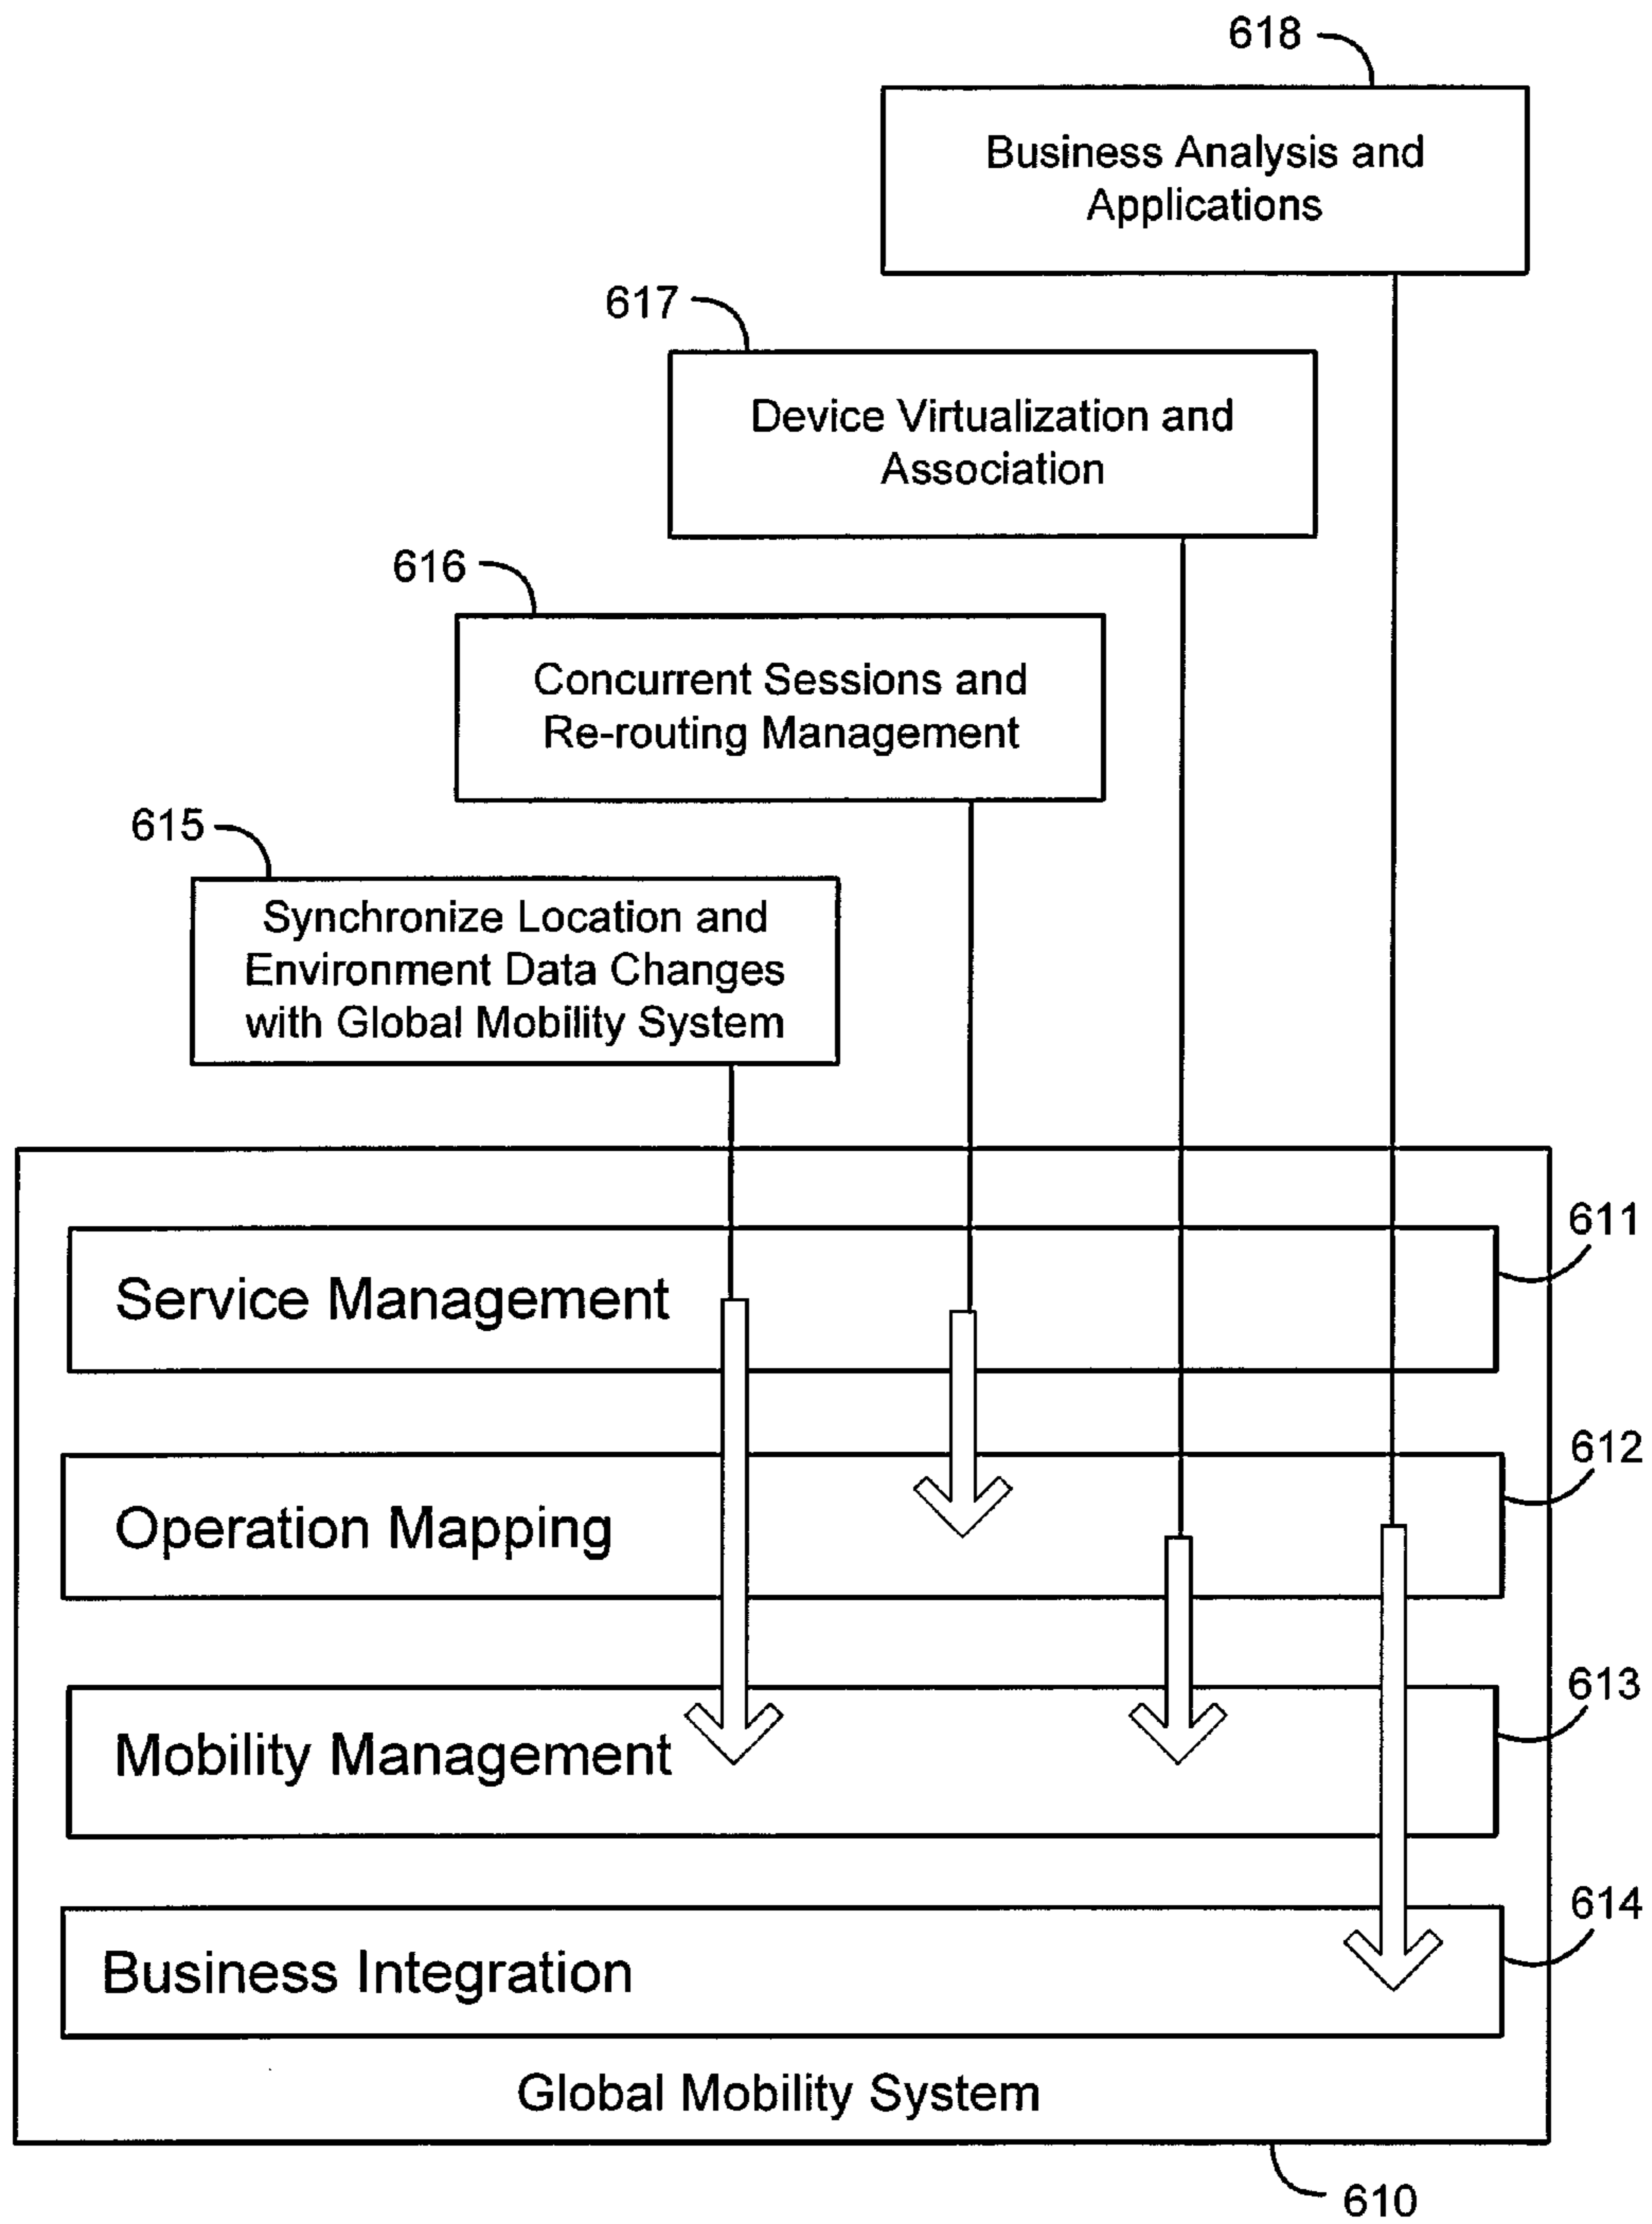 618
Business Analysis and
Applications
617
Device Virtualization and
Association
616
Concurrent Sessions and
Re-routing Management
615
Synchronize Location and
Environment Data Changes
with Global Mobility System
611
Service Management
612
Operation Mapping
613
Mobility Management
614
Business Integration
Global Mobility System
610